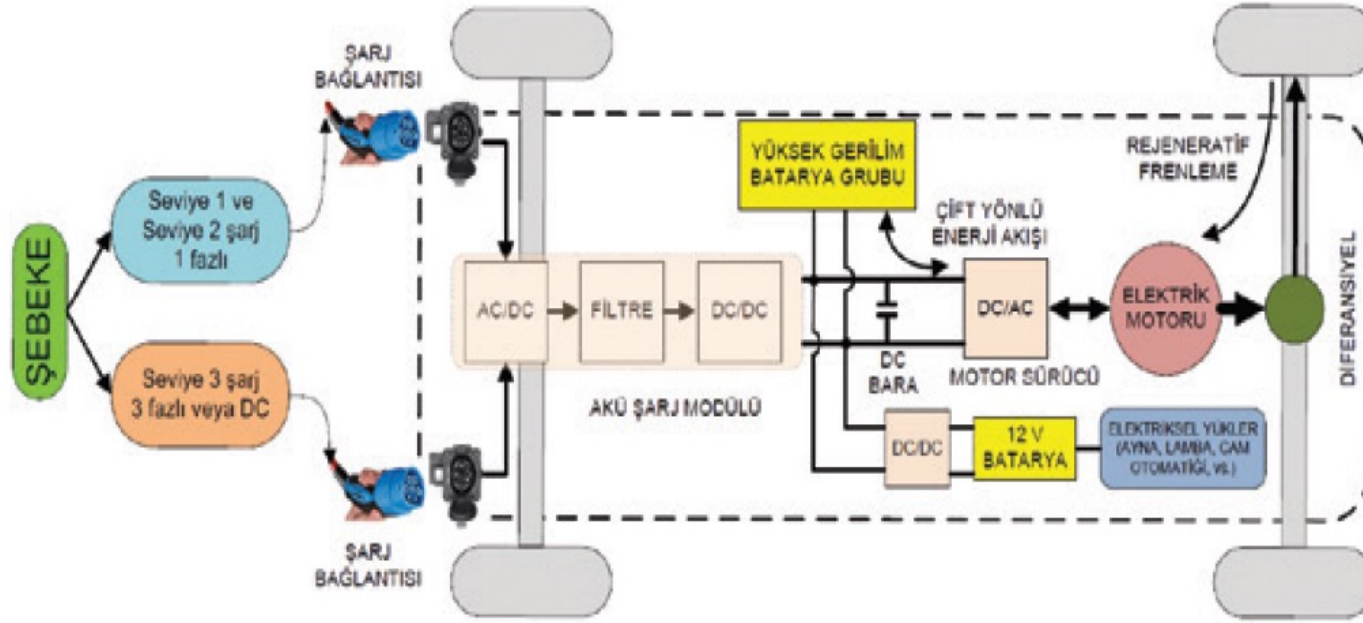 ŞEBEKE
Seviye 1 ve
Seviye 2 şarj
1 fazlı
Seviye 3 şarj
3 fazlı veya DC
ŞARJ
BAĞLANTISI
ŞARJ
BAĞLANTISI
AC/DC
FİLTRE
DC/DC
AKÜ ŞARJ MODÜLÜ
YÜKSEK GERİLİM
BATARYA GRUBU
ÇİFT YÖNLÜ
ENERJİ AKIŞI
DC
BARA
DC/AC
MOTOR SÜRÜCÜ
REJENERATİF
FRENLEME
ELEKTRİK
MOTORU
DİFERANSİYEL
DC/DC
12 V
BATARYA
ELEKTRİKSEL YÜKLER
(AYNA, LAMBA, CAM
OTOMATİĞİ, vs.)